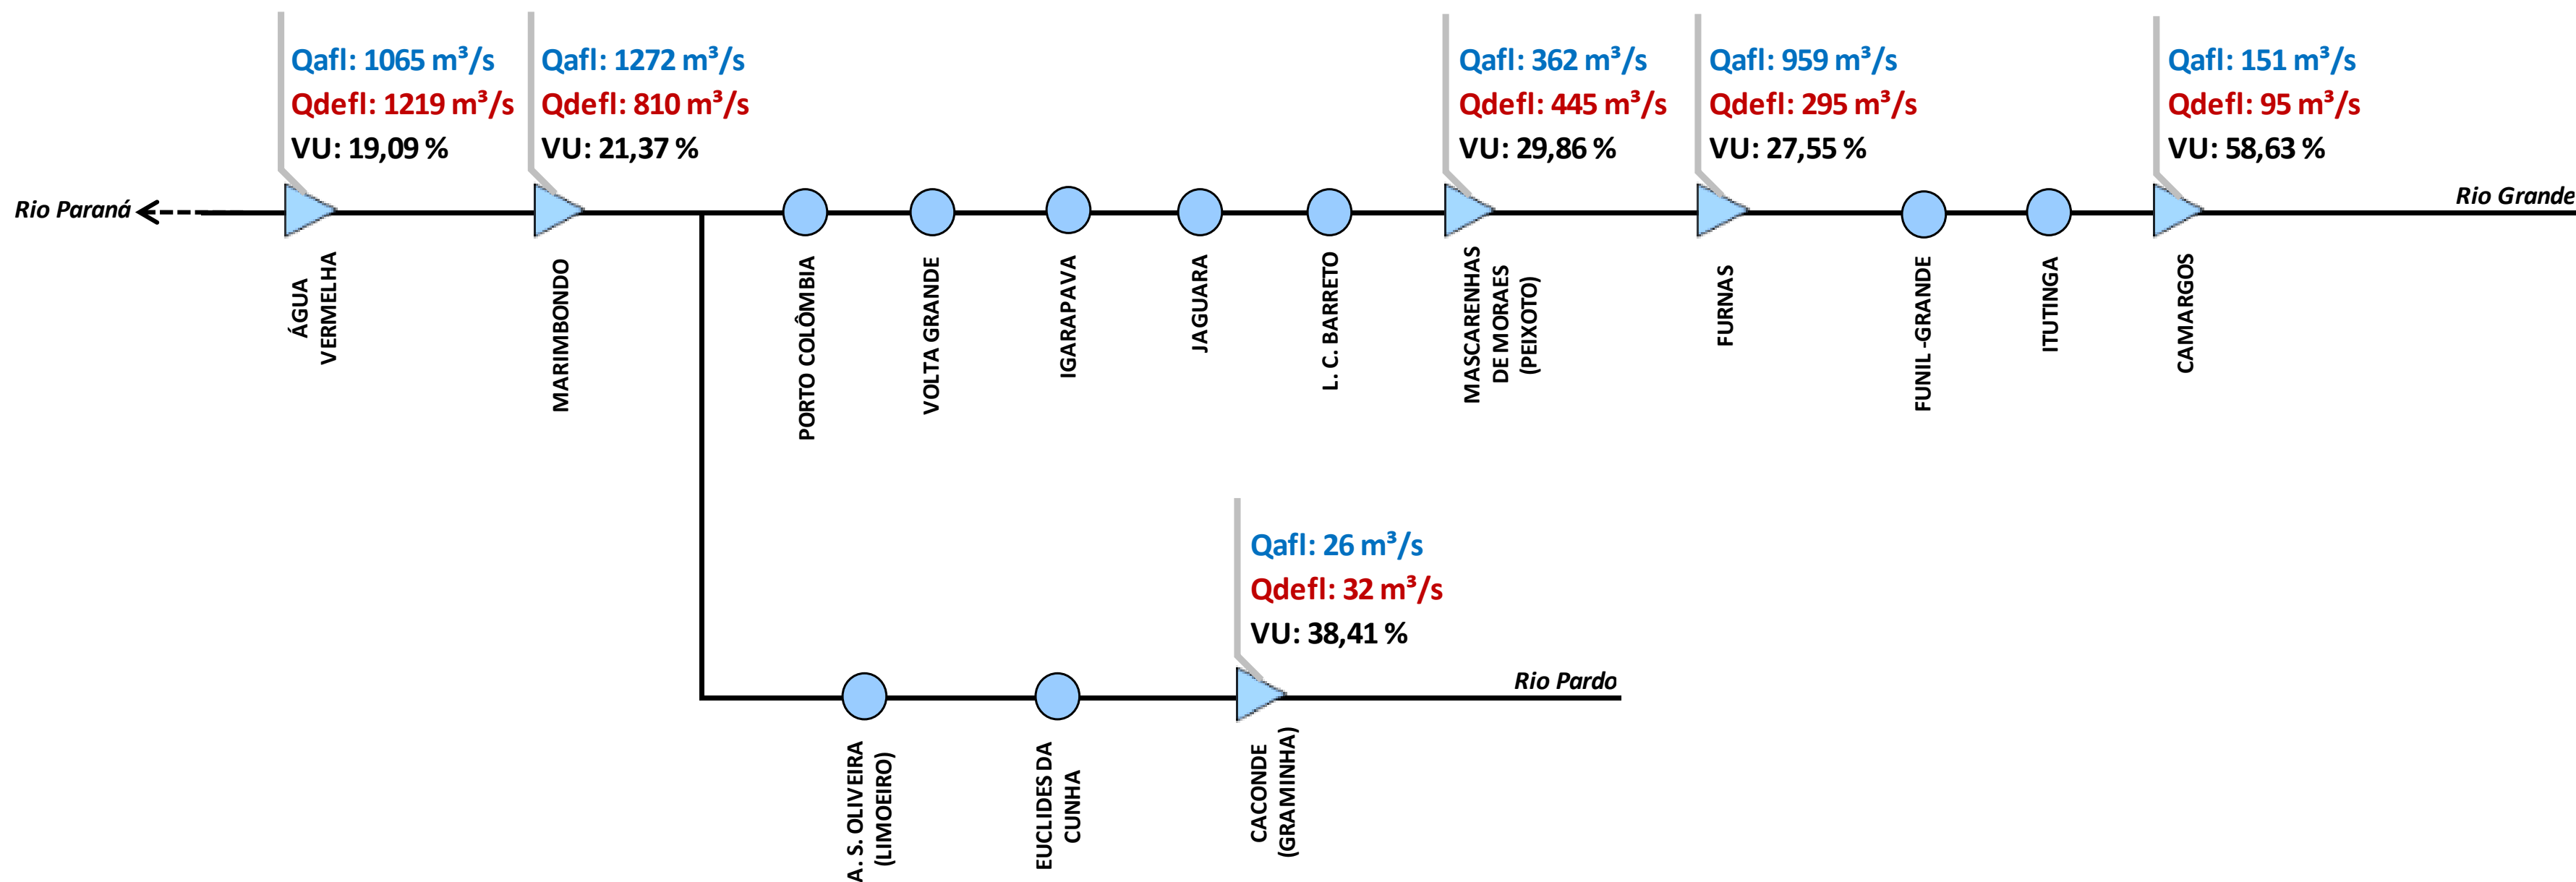 Qafl: 1065 m³/s
Qdefl: 1219 m³/s
VU: 19,09 %
Qafl: 1272 m³/s
Qdefl: 810 m³/s
VU: 21,37 %
Qafl: 362 m³/s
Qdefl: 445 m³/s
VU: 29,86 %
Qafl: 959 m³/s
Qdefl: 295 m³/s
VU: 27,55 %
Qafl: 151 m³/s
Qdefl: 95 m³/s
VU: 58,63 %
Rio Paraná
Rio Grande
ÁGUA
VERMELHA
MARIMBONDO
PORTO COLÔMBIA
VOLTA GRANDE
IGARAPAVA
JAGUARA
L. C. BARRETO
MASCARENHAS
DE MORAES
(PEIXOTO)
FURNAS
FUNIL -GRANDE
ITUTINGA
CAMARGOS
Qafl: 26 m³/s
Qdefl: 32 m³/s
VU: 38,41 %
Rio Pardo
A. S. OLIVEIRA
(LIMOEIRO)
EUCLIDES DA
CUNHA
CACONDE
(GRAMINHA)